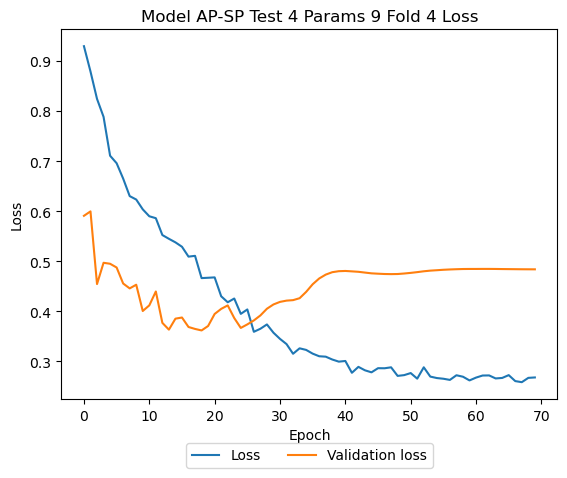 Model AP-SP Test 4 Params 9 Fold 4 Loss
0.9
0.8
0.7
0.6
0.5
0.4
0.3
Loss
0 10 20 30 40 50 60 70
Epoch
Loss Validation loss